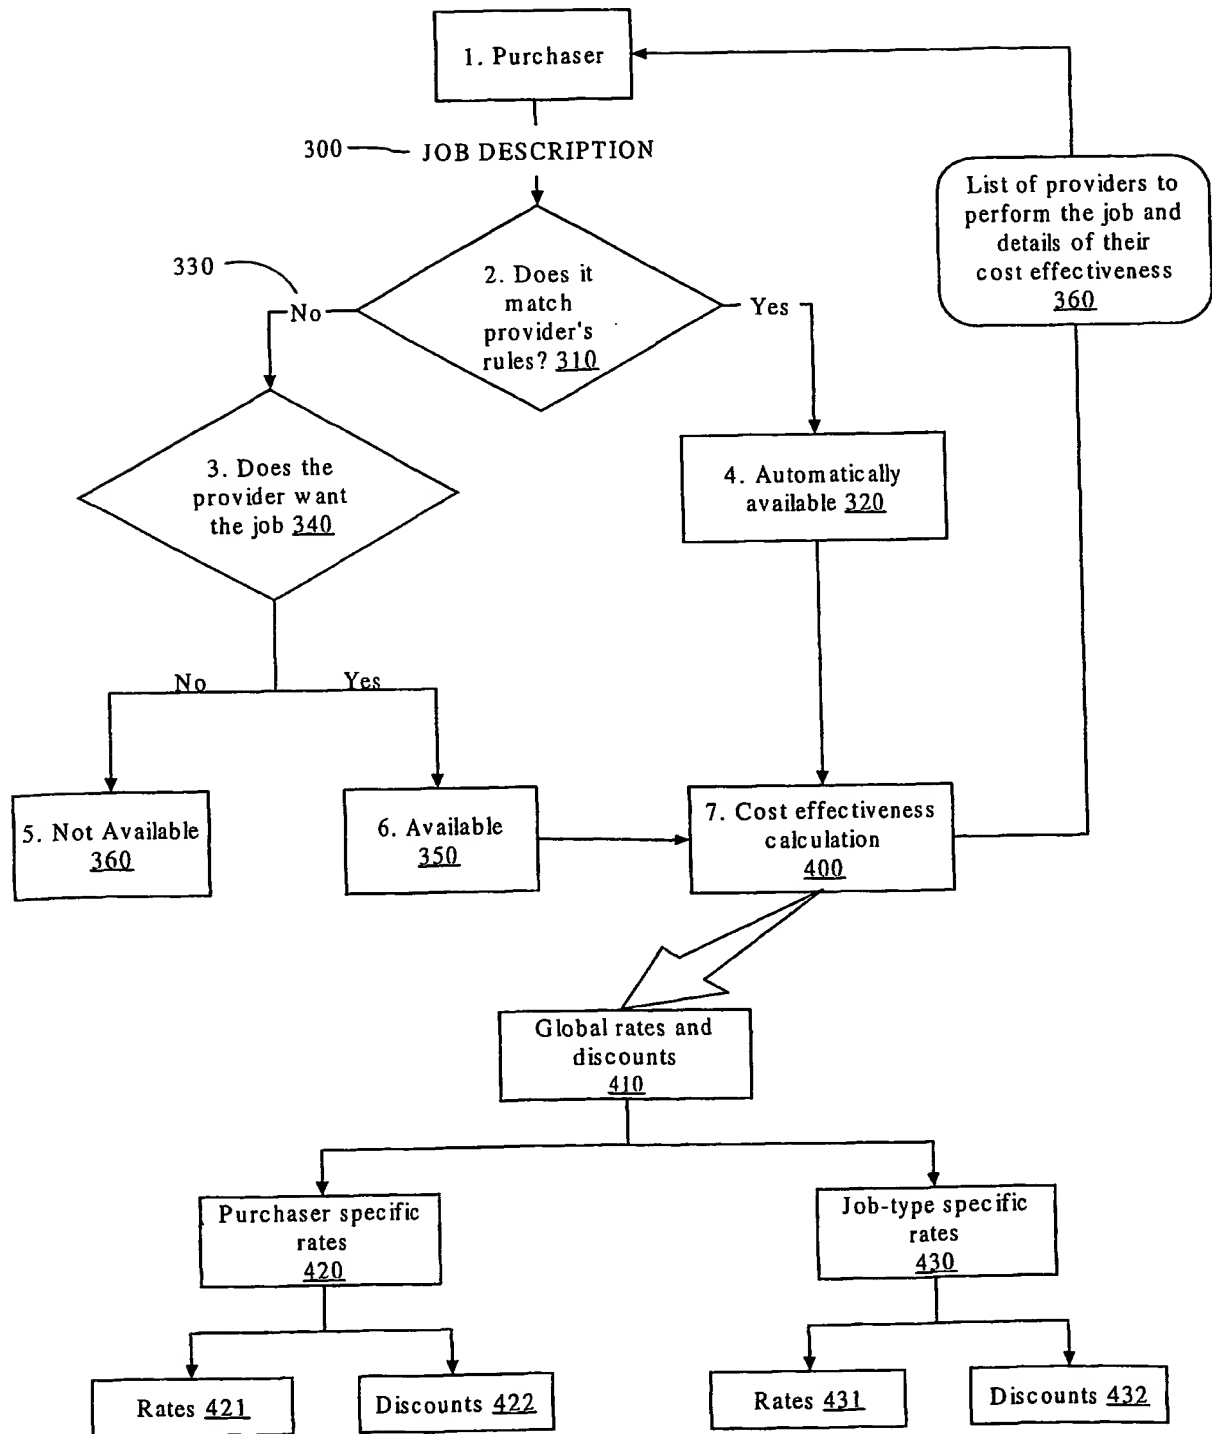 1. Purchaser
300
JOB DESCRIPTION
List of providers to
perform the job and
details of their
cost effectiveness
360
330
No
2. Does it
match
provider's
rules? 310
Yes
3. Does the
provider want
the job 340
4. Automatically
available 320
No
Yes
5. Not Available
360
6. Available
350
7. Cost effectiveness
calculation
400
Global rates and
discounts
410
Purchaser specific
rates
420
Job-type specific
rates
430
Rates 421
Discounts 422
Rates 431
Discounts 432